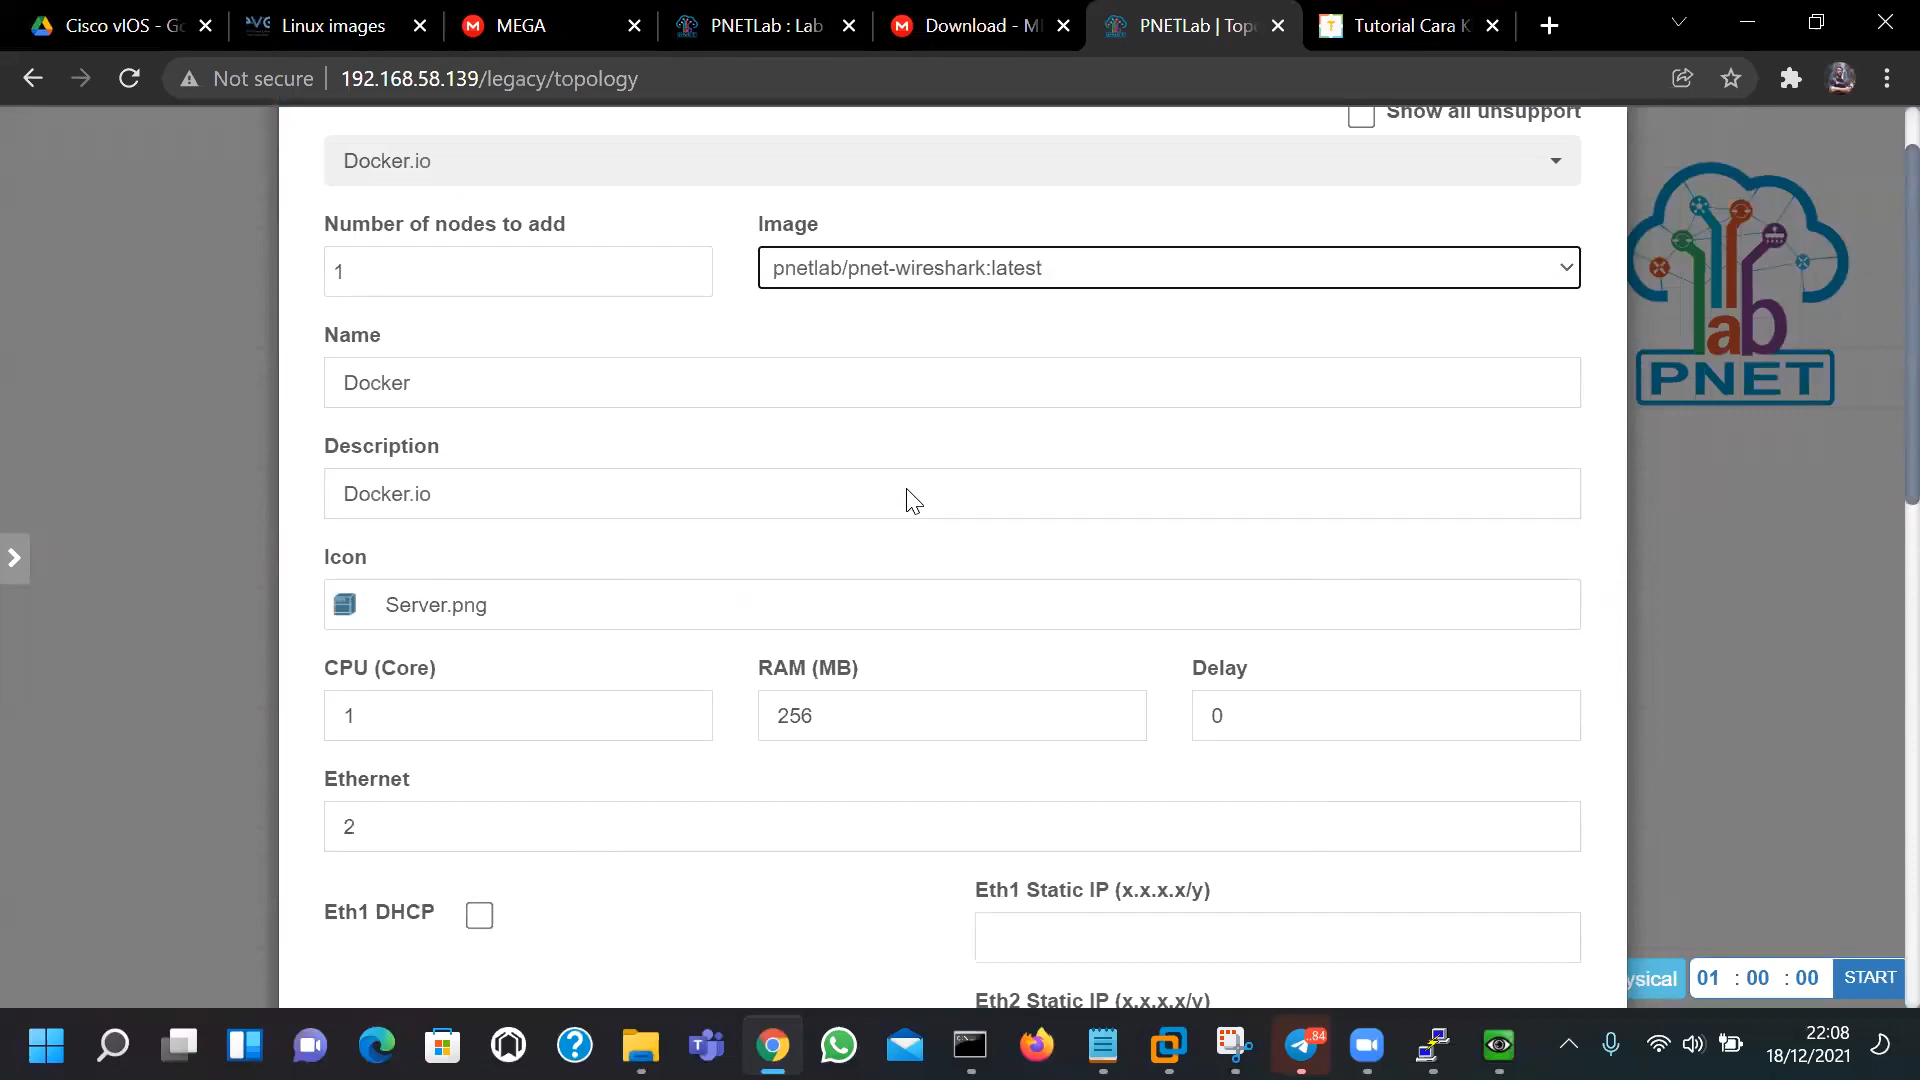 Cisco vIOS - Go
Linux images
MEGA
PNETLab : Lab
Download - M
PNETLab | Topo
Tutorial Cara K
Not secure
192.168.58.139/legacy/topology
Show all unsupport
Docker.io
Number of nodes to add
Image
1
pnetlab/pnet-wireshark:latest
Name
Docker
Description
Docker.io
Icon
Server.png
CPU (Core)
RAM (MB)
Delay
1
256
0
Ethernet
2
Eth1 DHCP
Eth1 Static IP (x.x.x.x/y)
Eth2 Static IP (x.x.x.x/y)
ab
PNET
ysical
01 : 00 : 00
START
84
22:08
18/12/2021